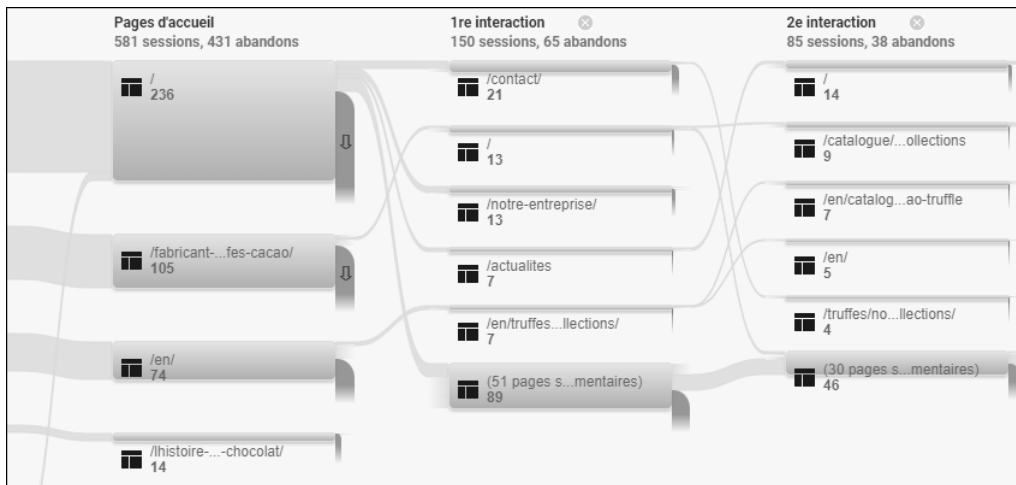 Pages d'accueil
581 sessions, 431 abandons
/
236
/fabricant-...fes-cacao/
105
/en/
74
/lhistoire-...-chocolat/
14
1re interaction
150 sessions, 65 abandons
/contact/
21
/
13
/notre-entreprise/
13
/actualites
7
/en/truffes...llections/
7
(51 pages s...mentaires)
89
2e interaction
85 sessions, 38 abandons
/
14
/catalogue/...ollections
9
/en/catalog...ao-truffle
7
/en/
5
/truffes/no...llections/
4
(30 pages s...mentaires)
46